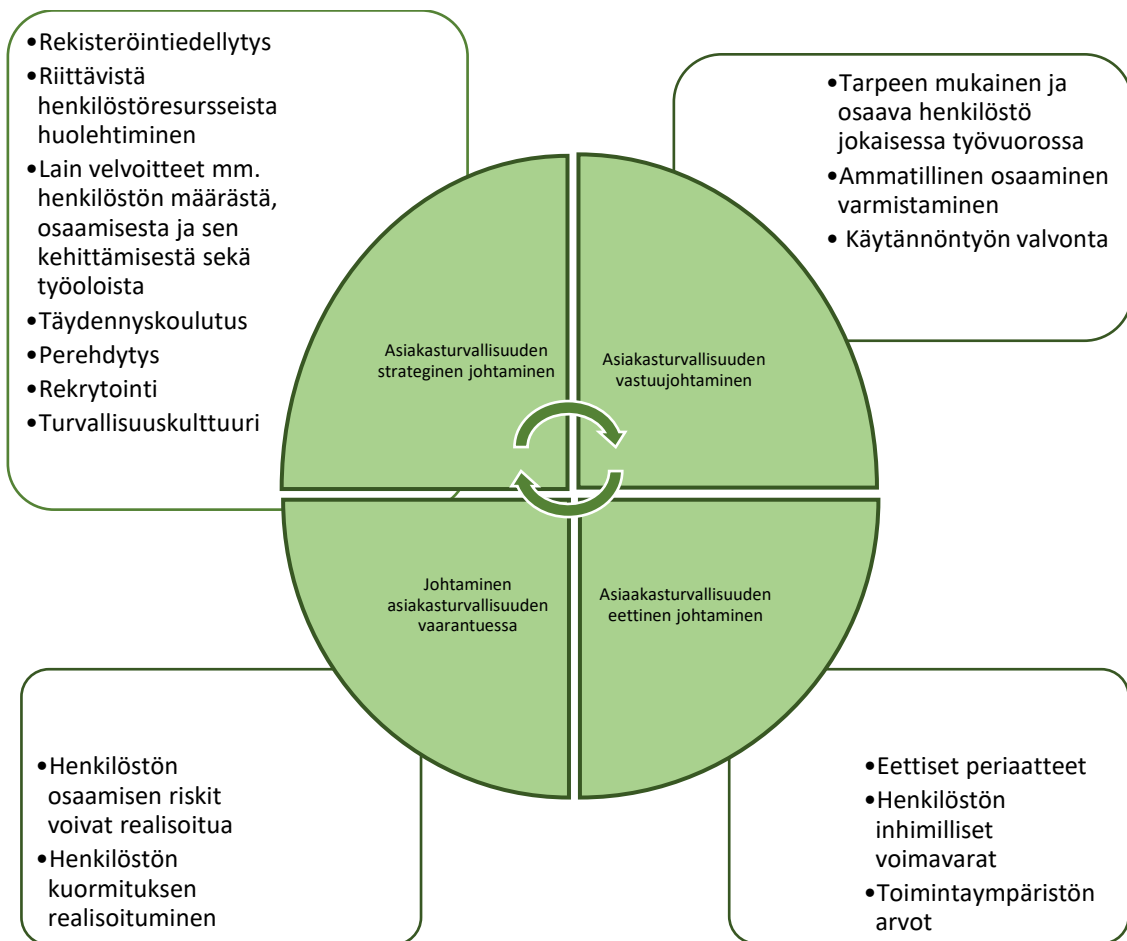 •Rekisteröintiedellytys
•Riittävistä
henkilöstöresursseista
huolehtiminen
•Lain velvoitteet mm.
henkilöstön määrästä,
osaamisesta ja sen
kehittämisestä sekä
työoloista
•Täydennyskoulutus
•Perehdytys
•Rekrytointi
•Turvallisuuskulttuuri
•Tarpeen mukainen ja
osaava henkilöstö
jokaisessa työvuorossa
•Ammatillinen osaaminen
varmistaminen
• Käytännöntyön valvonta
Asiakasturvallisuuden
strateginen johtaminen
Asiakasturvallisuuden
vastuujohtaminen
Johtaminen
asiakasturvallisuuden
vaarantuessa
Asiaakasturvallisuuden
eettinen johtaminen
•Henkilöstön
osaamisen riskit
voivat realisoitua
•Henkilöstön
kuormituksen
realisoituminen
•Eettiset periaatteet
•Henkilöstön
inhimilliset
voimavarat
•Toimintaympäristön
arvot